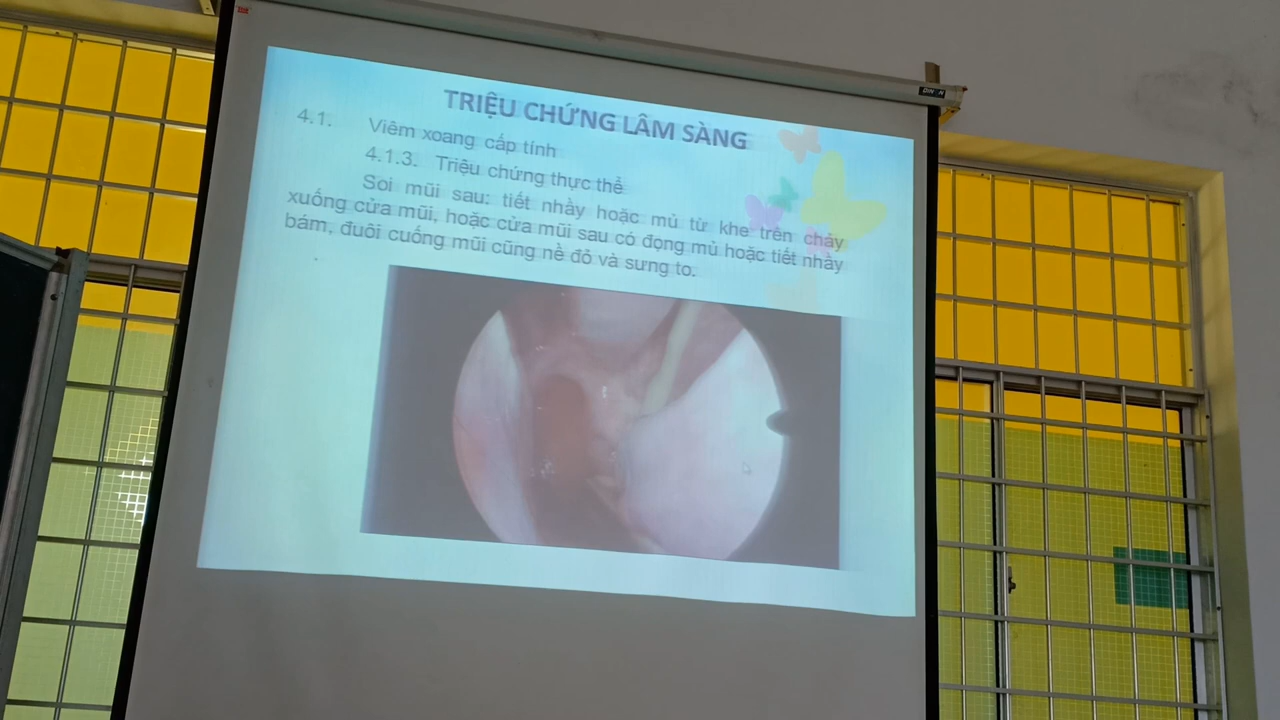 TRIỆU CHỨNG LÂM SÀNG
4.1. Viêm xoang cấp tính
4.1.3. Triệu chứng thực thể
Soi mũi sau: tiết nhầy hoặc mủ từ khe trên chảy
xuống cửa mũi, hoặc cửa mũi sau có đọng mủ hoặc tiết nhầy
bám, đuôi cuống mũi cũng nề đỏ và sưng to.